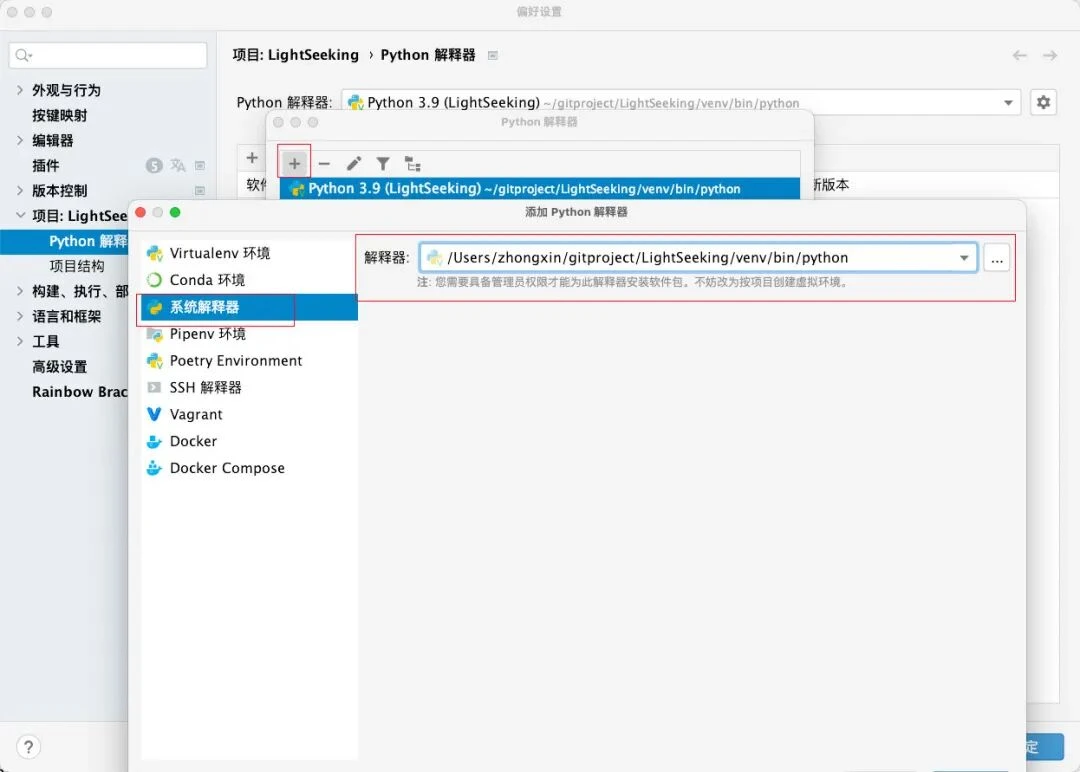 偏好设置
项目: LightSeeking › Python 解释器
Python 解释器: Python 3.9 (LightSeeking) ~/gitproject/LightSeeking/venv/bin/python
外观与行为
按键映射
编辑器
插件 5
版本控制
项目: LightSee
Python 解释
项目结构
构建、执行、部
语言和框架
工具
高级设置
Rainbow Brac
Python 解释器
软件
新版本
Python 3.9 (LightSeeking) ~/gitproject/LightSeeking/venv/bin/python
添加 Python 解释器
Virtualenv 环境
Conda 环境
系统解释器
Pipenv 环境
Poetry Environment
SSH 解释器
Vagrant
Docker
Docker Compose
解释器: /Users/zhongxin/gitproject/LightSeeking/venv/bin/python ...
注: 您需要具备管理员权限才能为此解释器安装软件包。不妨改为按项目创建虚拟环境。
?
定